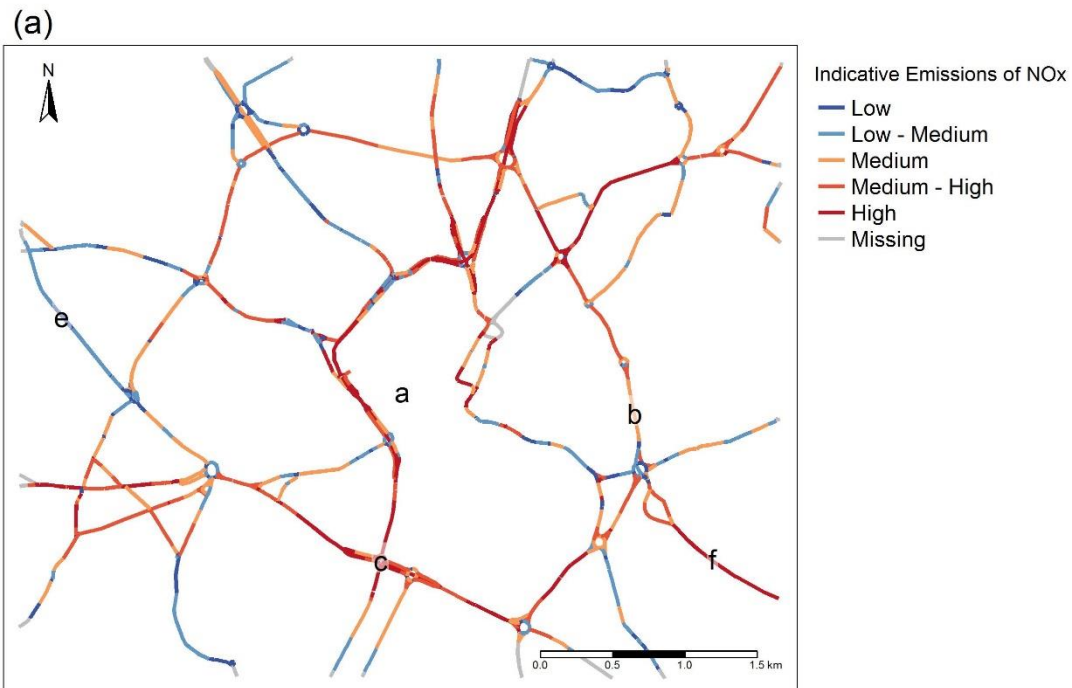 (a)
N
Indicative Emissions of NOx
Low
Low - Medium
Medium
Medium - High
High
Missing
e
a
b
c
f
0.0 0.5 1.0 1.5 km